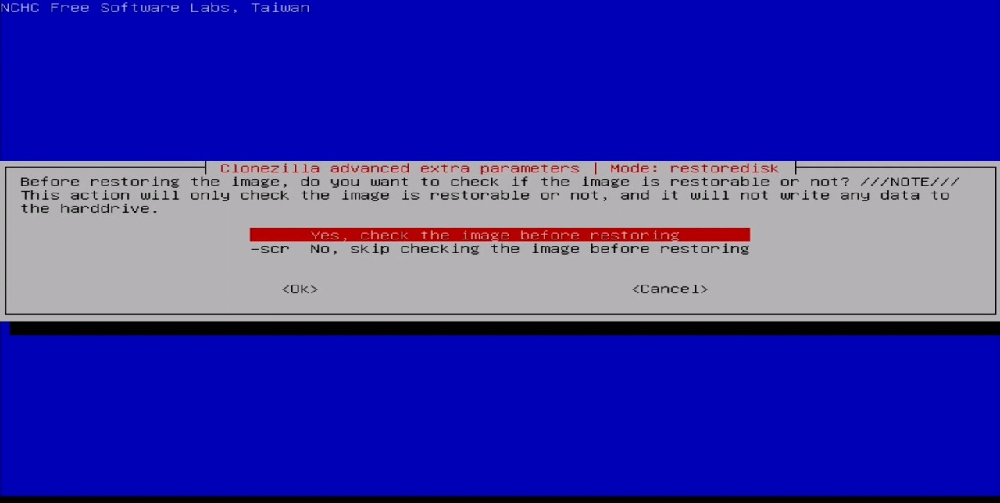 NCHC Free Software Labs, Taiwan
Clonezilla advanced extra parameters | Mode: restoredisk
Before restoring the image, do you want to check if the image is restorable or not? ///NOTE///
This action will only check the image is restorable or not, and it will not write any data to
the harddrive.
Yes, check the image before restoring
-scr No, skip checking the image before restoring
<Ok> <Cancel>